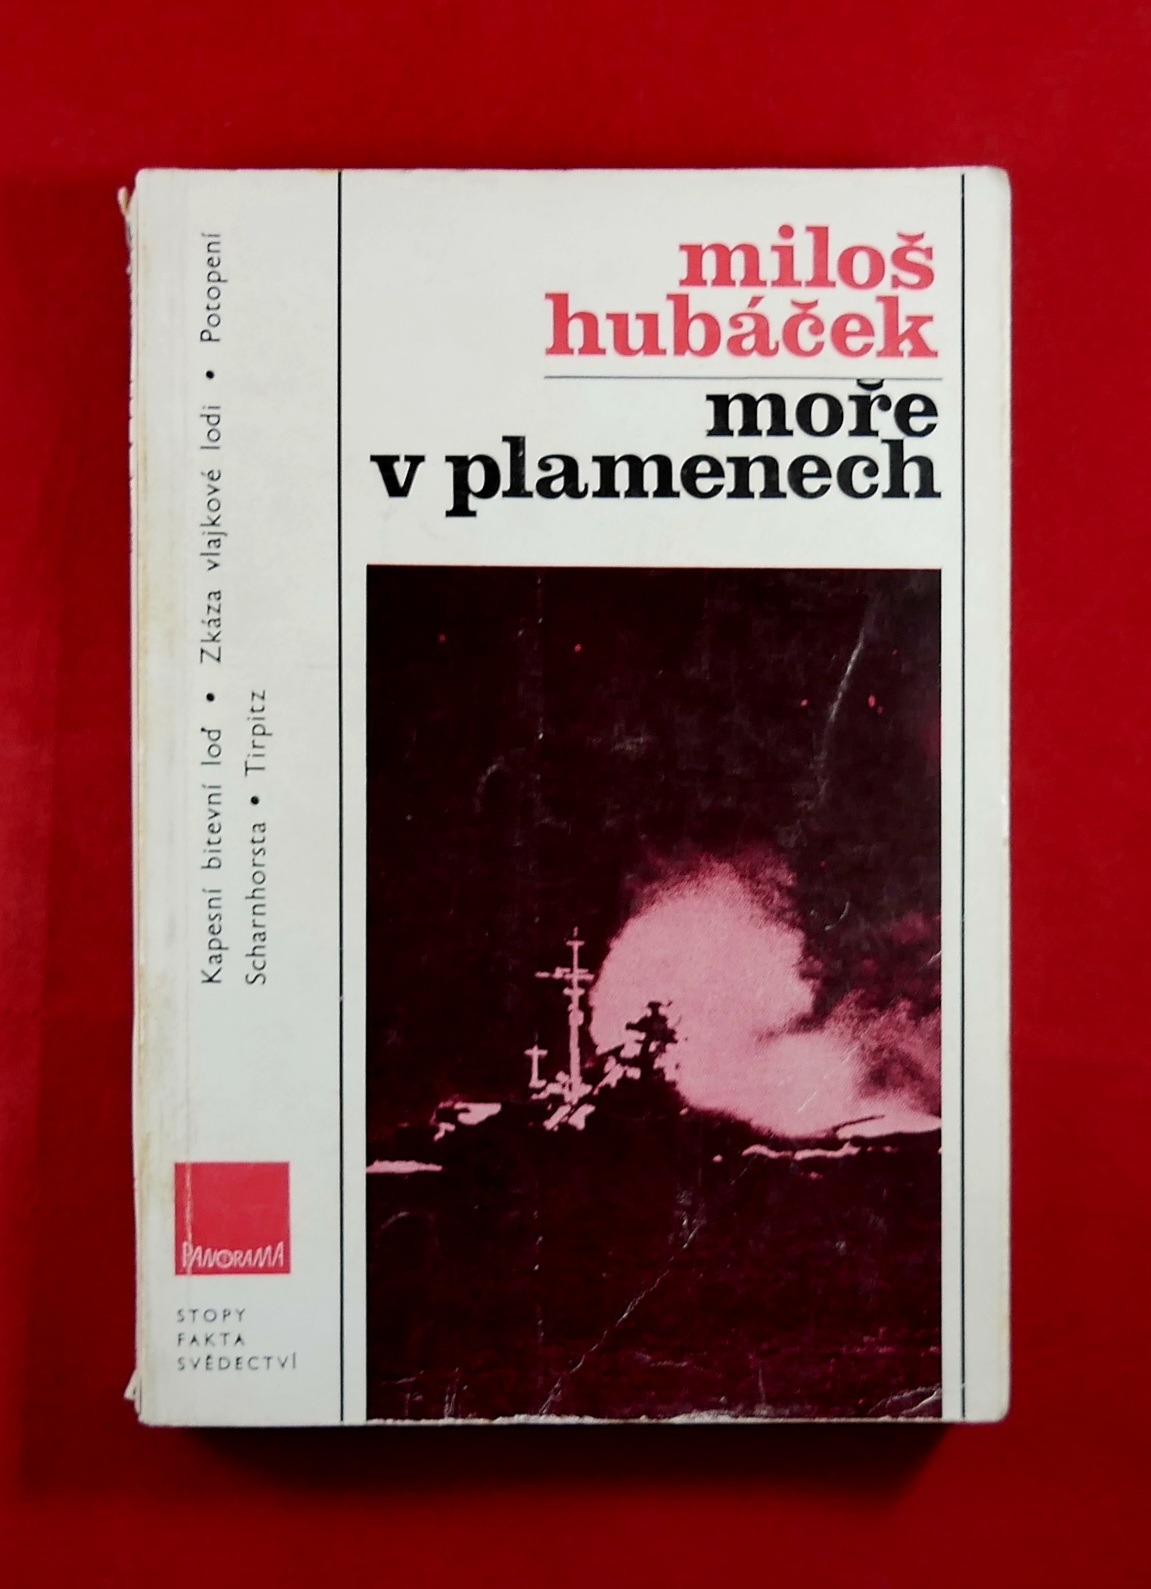 miloš
hubáček
moře
v plamenech
Kapesní bitevní loď • Zkáza vlajkové lodi • Potopení
Scharnhorsta • Tirpitz
PANORAMA
STOPY
FAKTA
SVĚDECTVÍ